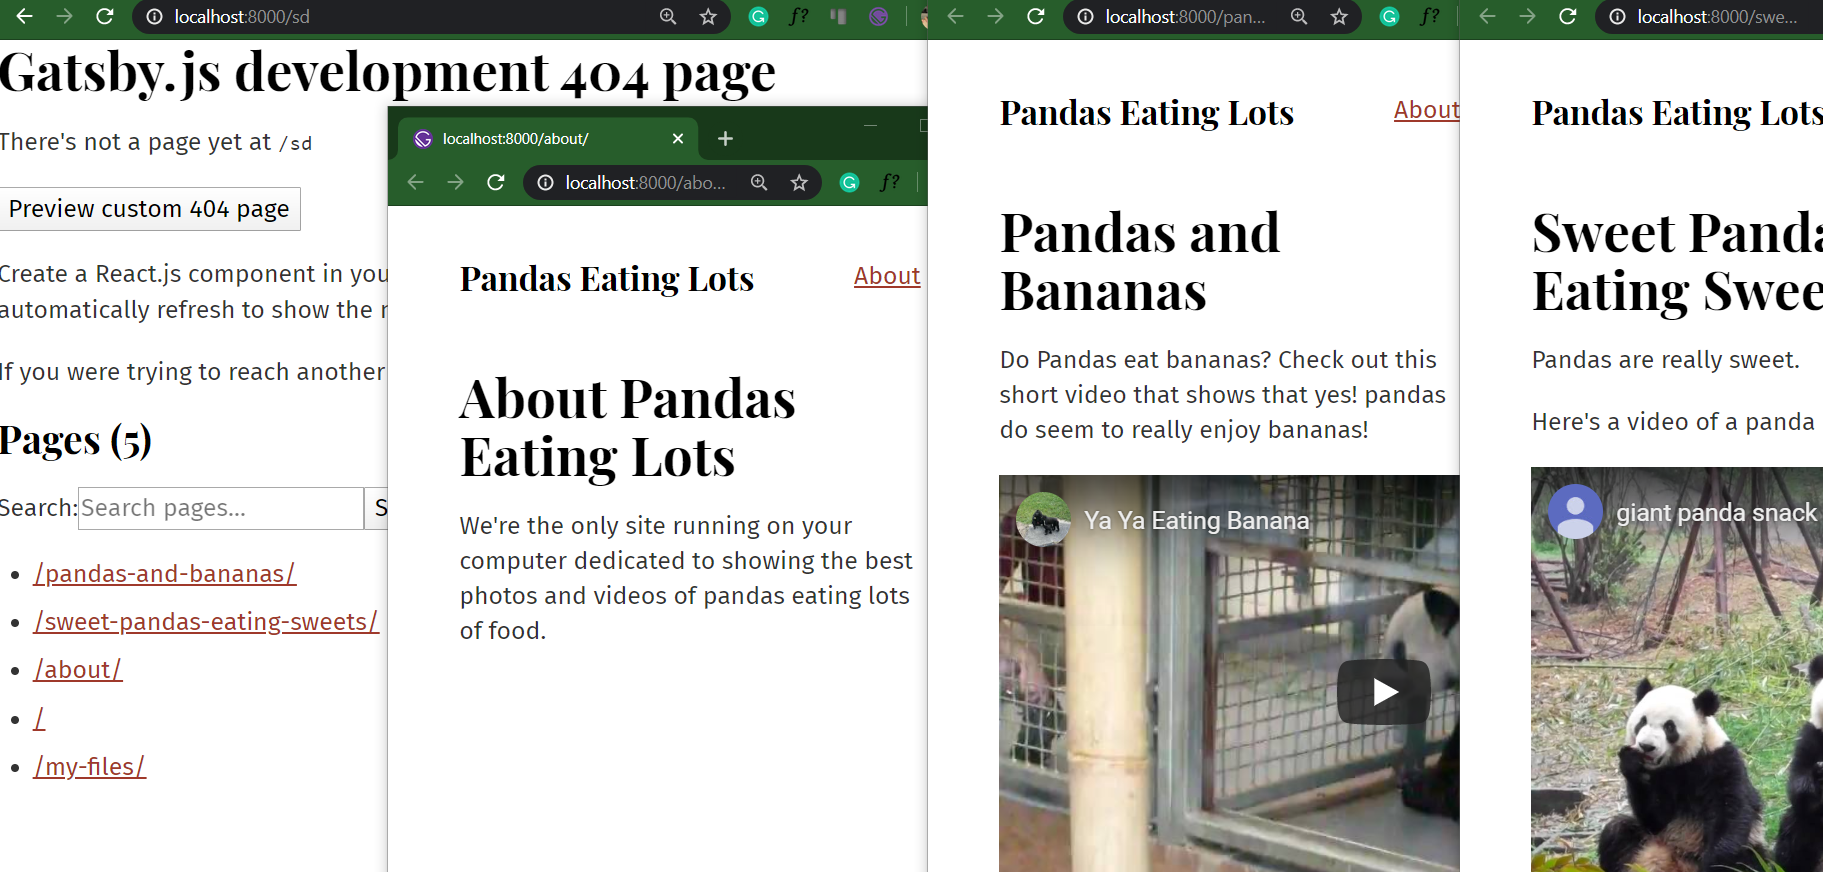 localhost:8000/sd
Gatsby.js development 404 page
There's not a page yet at /sd
Preview custom 404 page
Create a React.js component in you
automatically refresh to show the
If you were trying to reach another
Pages (5)
Search: Search pages... S
/pandas-and-bananas/
/sweet-pandas-eating-sweets/
/about/
/
/my-files/
localhost:8000/about/
localhost:8000/abo...
f?
Pandas Eating Lots About
About Pandas
Eating Lots
We're the only site running on your
computer dedicated to showing the best
photos and videos of pandas eating lots
of food.
f?
localhost:8000/pan...
f?
Pandas Eating Lots About
Pandas and
Bananas
Do Pandas eat bananas? Check out this
short video that shows that yes! pandas
do seem to really enjoy bananas!
Ya Ya Eating Banana
localhost:8000/swe...
Pandas Eating Lots
Sweet Panda
Eating Swee
Pandas are really sweet.
Here's a video of a panda
giant panda snack